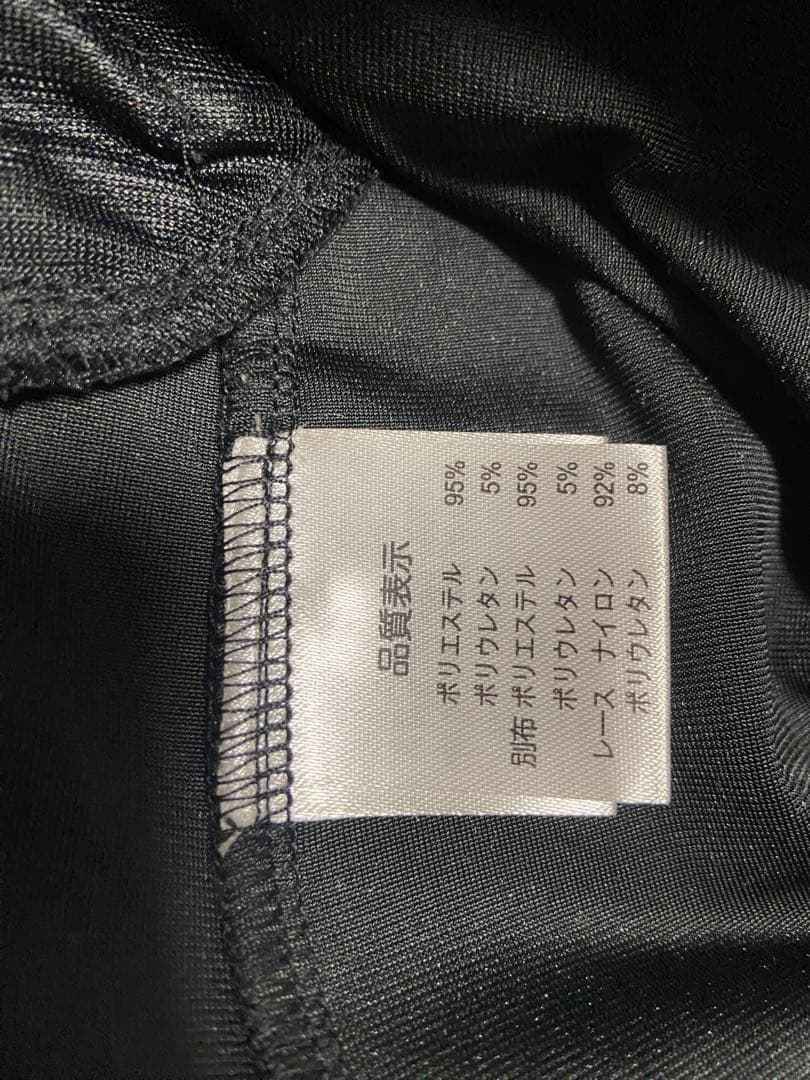 品質表示
ポリエステル 95%
ポリウレタン 5%
別布 ポリエステル 95%
ポリウレタン 5%
レース ナイロン 92%
ポリウレタン 8%